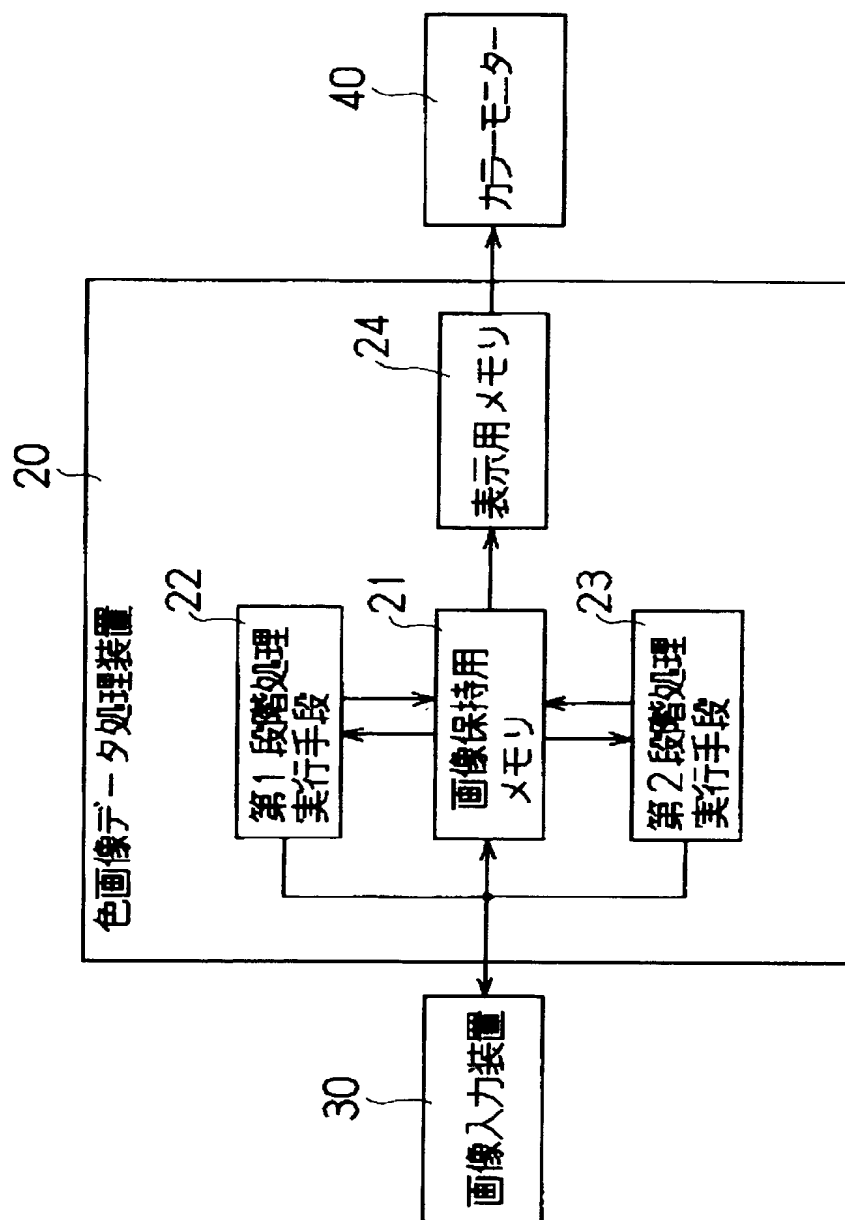 20
色画像データ処理装置
22
第1段階処理
実行手段
30
画像入力装置
21
画像保持用
メモリ
24
表示用メモリ
40
カラーモニター
23
第2段階処理
実行手段